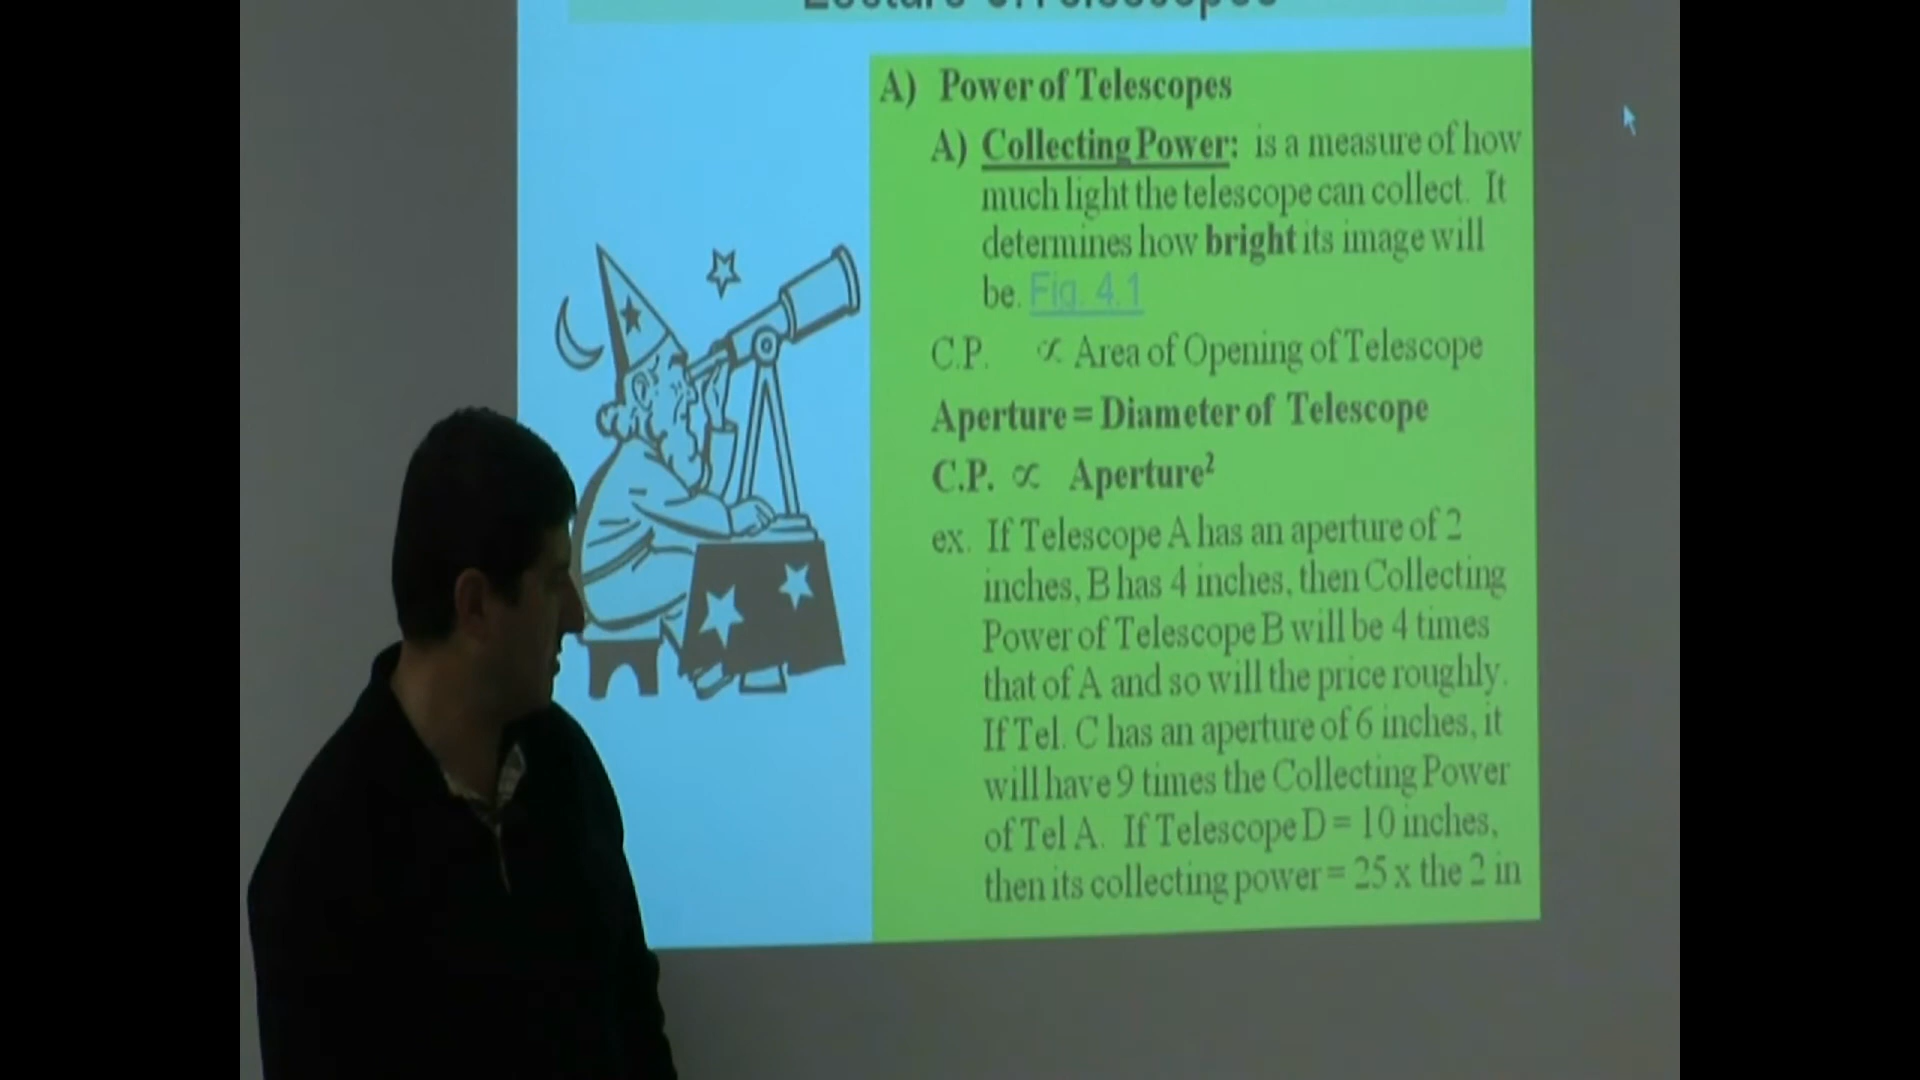 A) Power of Telescopes
A) Collecting Power: is a measure of how
much light the telescope can collect. It
determines how bright its image will
be. Fig. 4.1
C.P. ∝ Area of Opening of Telescope
Aperture = Diameter of Telescope
C.P. ∝ Aperture²
ex. If Telescope A has an aperture of 2
inches, B has 4 inches, then Collecting
Power of Telescope B will be 4 times
that of A and so will the price roughly.
If Tel. C has an aperture of 6 inches, it
will have 9 times the Collecting Power
of Tel A. If Telescope D = 10 inches,
then its collecting power = 25 x the 2 in